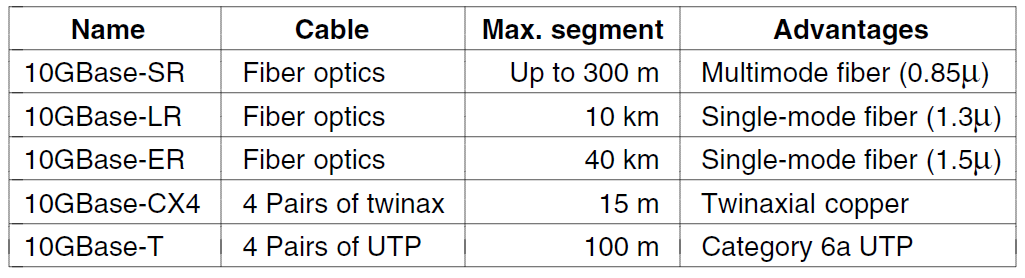 Name Cable Max. segment Advantages
10GBase-SR Fiber optics Up to 300 m Multimode fiber (0.85μ)
10GBase-LR Fiber optics 10 km Single-mode fiber (1.3μ)
10GBase-ER Fiber optics 40 km Single-mode fiber (1.5μ)
10GBase-CX4 4 Pairs of twinax 15 m Twinaxial copper
10GBase-T 4 Pairs of UTP 100 m Category 6a UTP